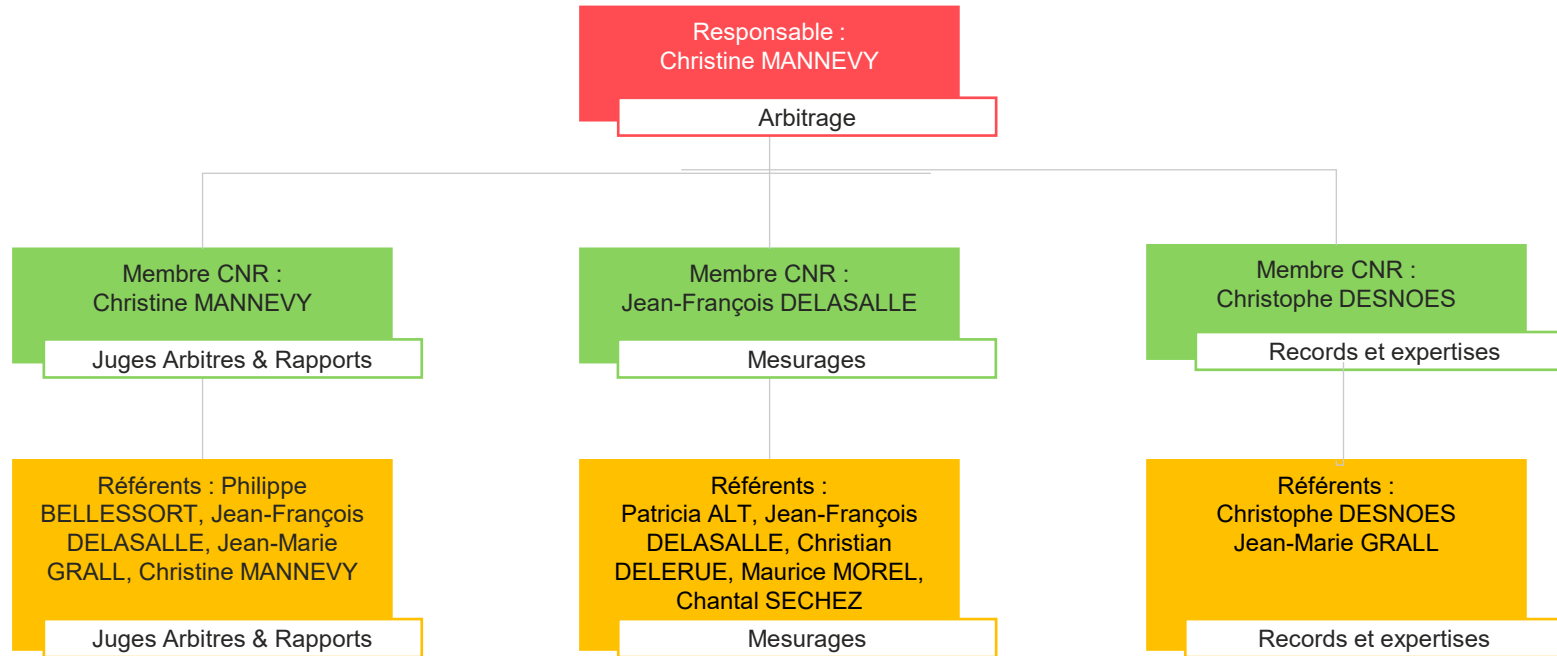 Responsable :
Christine MANNEVY
Arbitrage
Membre CNR :
Christine MANNEVY
Juges Arbitres & Rapports
Membre CNR :
Jean-François DELASALLE
Mesurages
Membre CNR :
Christophe DESNOES
Records et expertises
Référents : Philippe
BELLESSORT, Jean-François
DELASALLE, Jean-Marie
GRALL, Christine MANNEVY
Juges Arbitres & Rapports
Référents :
Patricia ALT, Jean-François
DELASALLE, Christian
DELERUE, Maurice MOREL,
Chantal SECHEZ
Mesurages
Référents :
Christophe DESNOES
Jean-Marie GRALL
Records et expertises